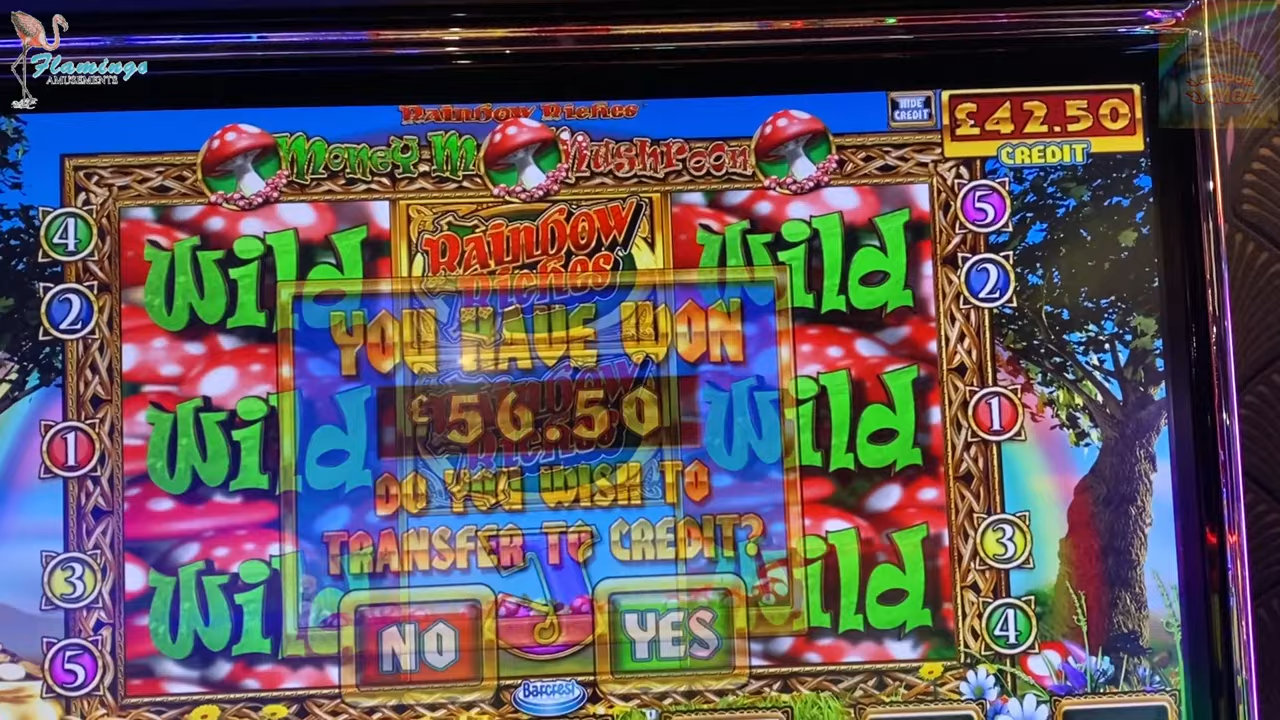 Flamings
AMUSEMENTS
Rainbow Riches
HIDE
CREDIT
£42.50
CREDIT
Money Mushroom
4
5
Wild
Rainbow
Riches
Wild
2
2
YOU HAVE WON
Wild
£56.50
Wild
1
1
DO YOU WISH TO
TRANSFER TO CREDIT?
Wild
Wild
3
3
4
NO
YES
5
Barcrest